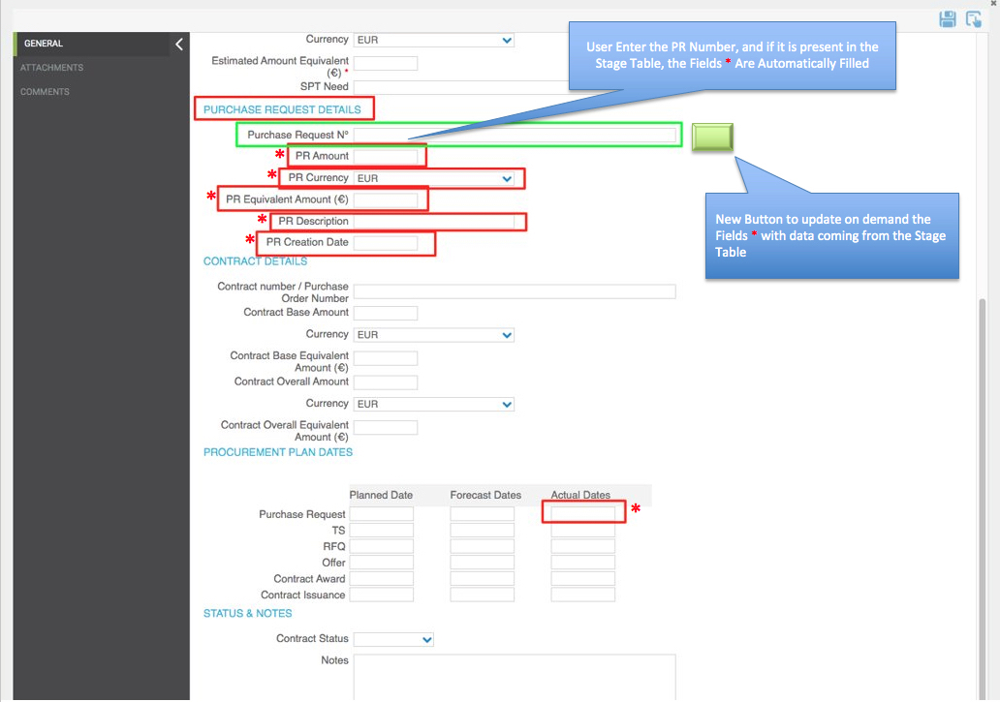 GENERAL
ATTACHMENTS
COMMENTS
Currency EUR
Estimated Amount Equivalent
(€) *
SPT Need
User Enter the PR Number, and if it is present in the
Stage Table, the Fields * Are Automatically Filled
PURCHASE REQUEST DETAILS
Purchase Request Nº
* PR Amount
* PR Currency EUR
* PR Equivalent Amount (€)
* PR Description
* PR Creation Date
New Button to update on demand the
Fields * with data coming from the Stage
Table
CONTRACT DETAILS
Contract number / Purchase
Order Number
Contract Base Amount
Currency EUR
Contract Base Equivalent
Amount (€)
Contract Overall Amount
Currency EUR
Contract Overall Equivalent
Amount (€)
PROCUREMENT PLAN DATES
Planned Date Forecast Dates Actual Dates
Purchase Request *
TS
RFQ
Offer
Contract Award
Contract Issuance
STATUS & NOTES
Contract Status
Notes